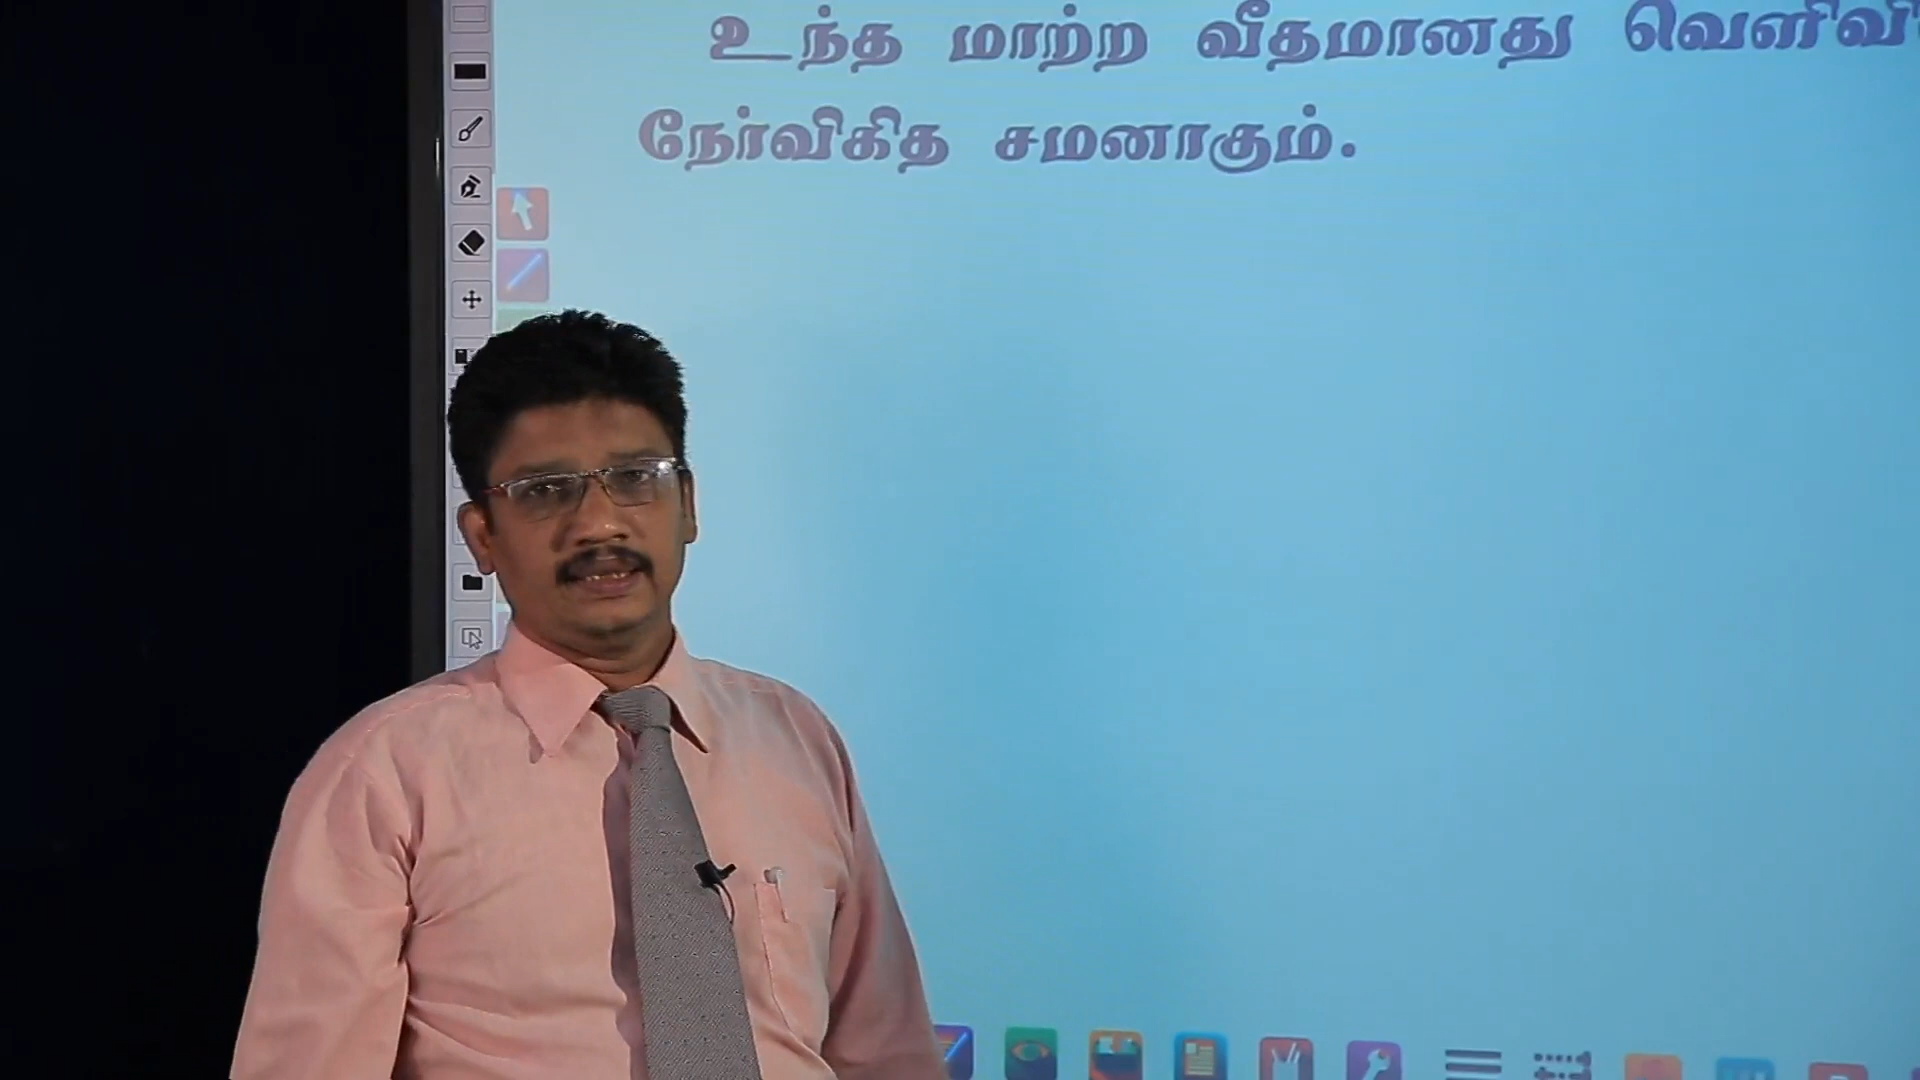 உந்த மாற்ற வீதமானது
நேர்விகித சமனாகும்.